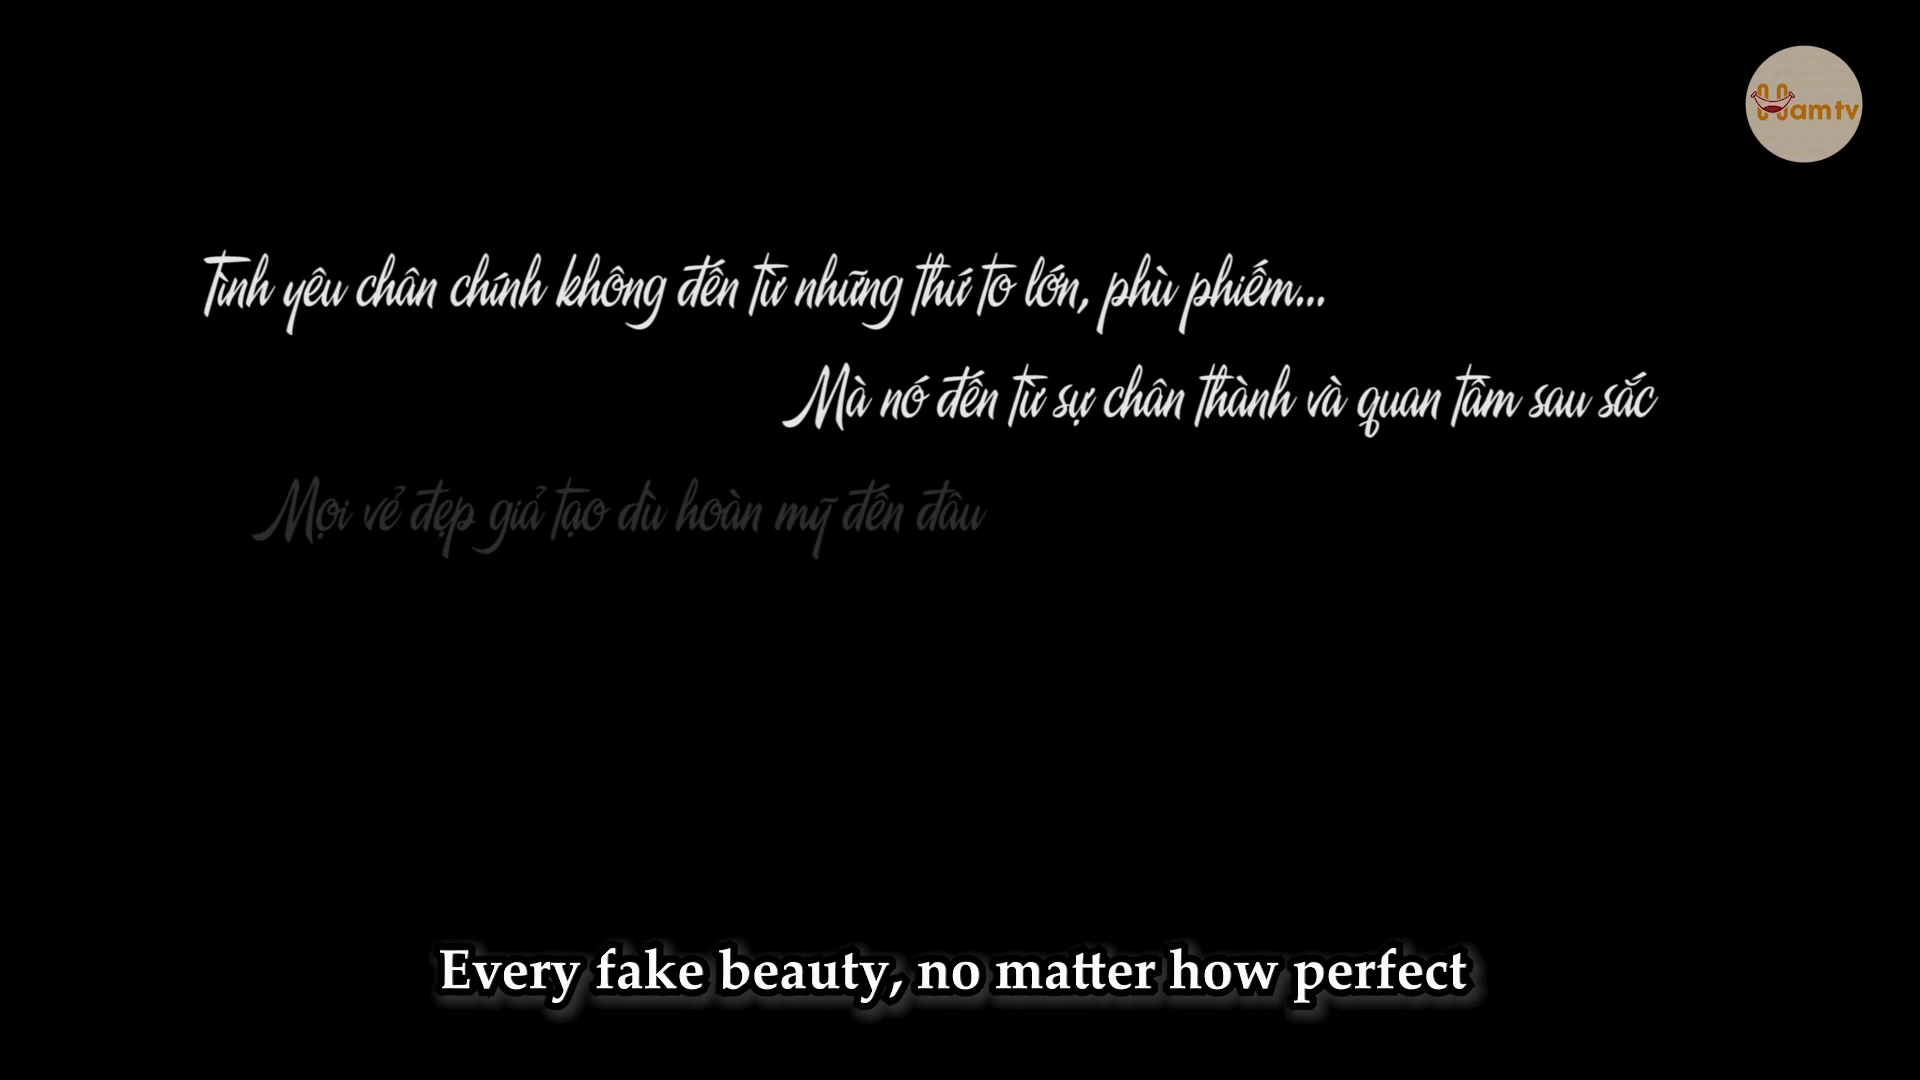 Hamtv
Tình yêu chân chính không đến từ những thứ to lớn, phù phiếm...
Mà nó đến từ sự chân thành và quan tâm sau sắc
Mọi vẻ đẹp giả tạo dù hoàn mỹ đến đâu
Every fake beauty, no matter how perfect